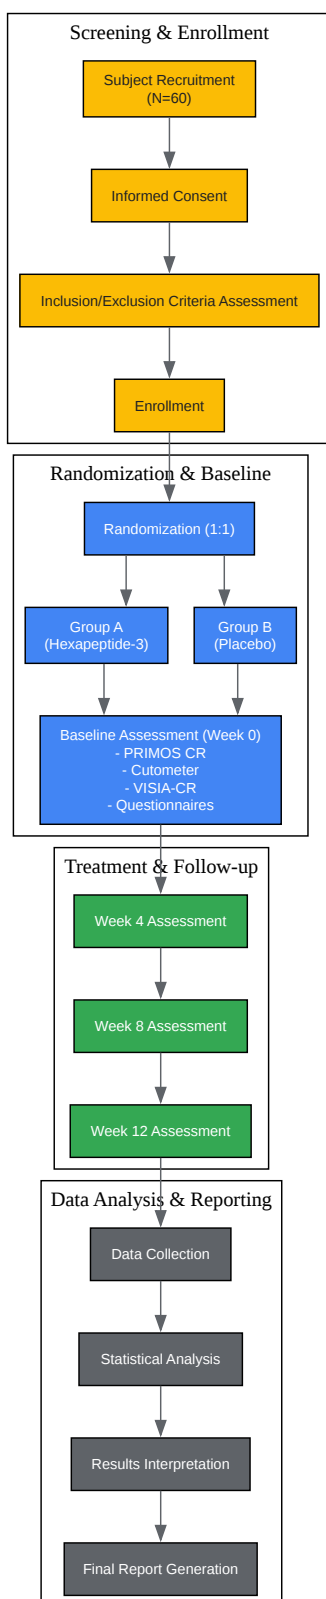 Screening & Enrollment
Subject Recruitment
(N=60)
Informed Consent
Inclusion/Exclusion Criteria Assessment
Enrollment
Randomization & Baseline
Randomization (1:1)
Group A
(Hexapeptide-3)
Group B
(Placebo)
Baseline Assessment (Week 0)
- PRIMOS CR
- Cutometer
- VISIA-CR
- Questionnaires
Treatment & Follow-up
Week 4 Assessment
Week 8 Assessment
Week 12 Assessment
Data Analysis & Reporting
Data Collection
Statistical Analysis
Results Interpretation
Final Report Generation